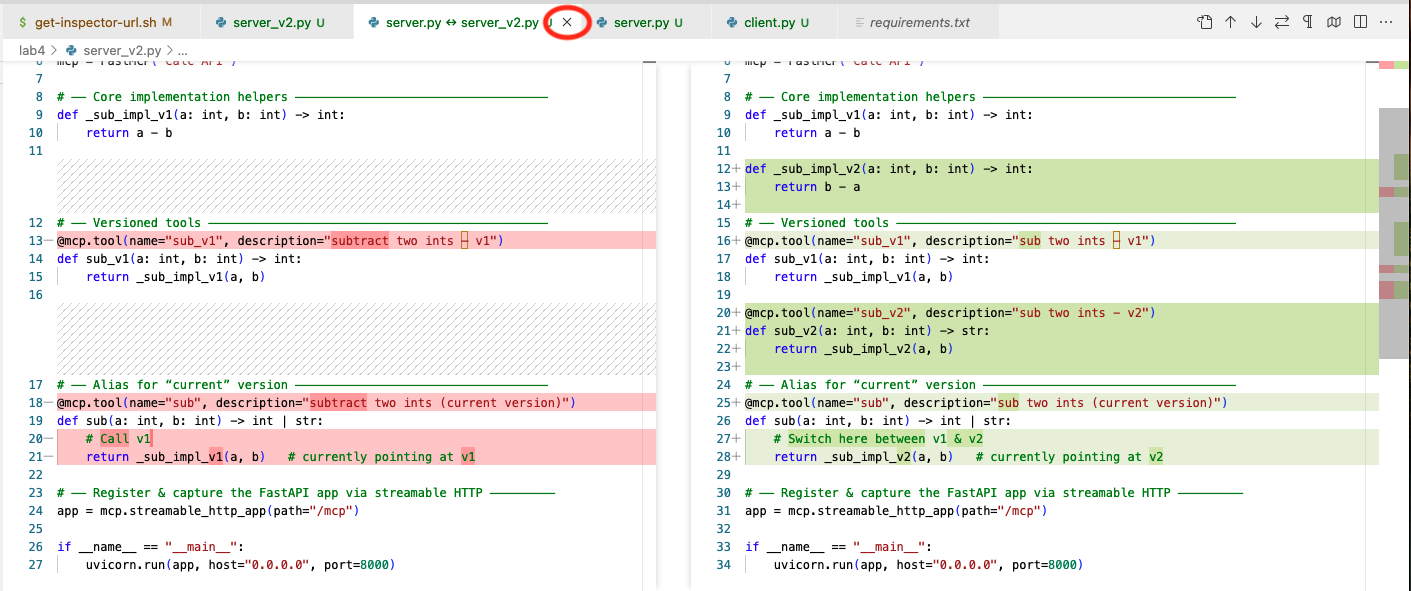 $ get-inspector-url.sh M
server_v2.py U
server.py ↔ server_v2.py U
server.py U
client.py U
requirements.txt
lab4 > server_v2.py > ...
6 mcp = FastMCP("Calc API")
7
8 # —— Core implementation helpers ———————————————————————————————————
9 def _sub_impl_v1(a: int, b: int) -> int:
10 return a - b
11
12 # —— Versioned tools ———————————————————————————————————————————————
13— @mcp.tool(name="sub_v1", description="subtract two ints – v1")
14 def sub_v1(a: int, b: int) -> int:
15 return _sub_impl_v1(a, b)
16
17 # —— Alias for “current” version ———————————————————————————————————
18— @mcp.tool(name="sub", description="subtract two ints (current version)")
19 def sub(a: int, b: int) -> int | str:
20— # Call v1
21— return _sub_impl_v1(a, b) # currently pointing at v1
22
23 # —— Register & capture the FastAPI app via streamable HTTP —————————
24 app = mcp.streamable_http_app(path="/mcp")
25
26 if __name__ == "__main__":
27 uvicorn.run(app, host="0.0.0.0", port=8000)
6 mcp = FastMCP("Calc API")
7
8 # —— Core implementation helpers ———————————————————————————————————
9 def _sub_impl_v1(a: int, b: int) -> int:
10 return a - b
11
12+ def _sub_impl_v2(a: int, b: int) -> int:
13+ return b - a
14+
15 # —— Versioned tools ———————————————————————————————————————————————
16+ @mcp.tool(name="sub_v1", description="sub two ints – v1")
17 def sub_v1(a: int, b: int) -> int:
18 return _sub_impl_v1(a, b)
19
20+ @mcp.tool(name="sub_v2", description="sub two ints - v2")
21+ def sub_v2(a: int, b: int) -> str:
22+ return _sub_impl_v2(a, b)
23+
24 # —— Alias for “current” version ———————————————————————————————————
25+ @mcp.tool(name="sub", description="sub two ints (current version)")
26 def sub(a: int, b: int) -> int | str:
27+ # Switch here between v1 & v2
28+ return _sub_impl_v2(a, b) # currently pointing at v2
29
30 # —— Register & capture the FastAPI app via streamable HTTP —————————
31 app = mcp.streamable_http_app(path="/mcp")
32
33 if __name__ == "__main__":
34 uvicorn.run(app, host="0.0.0.0", port=8000)